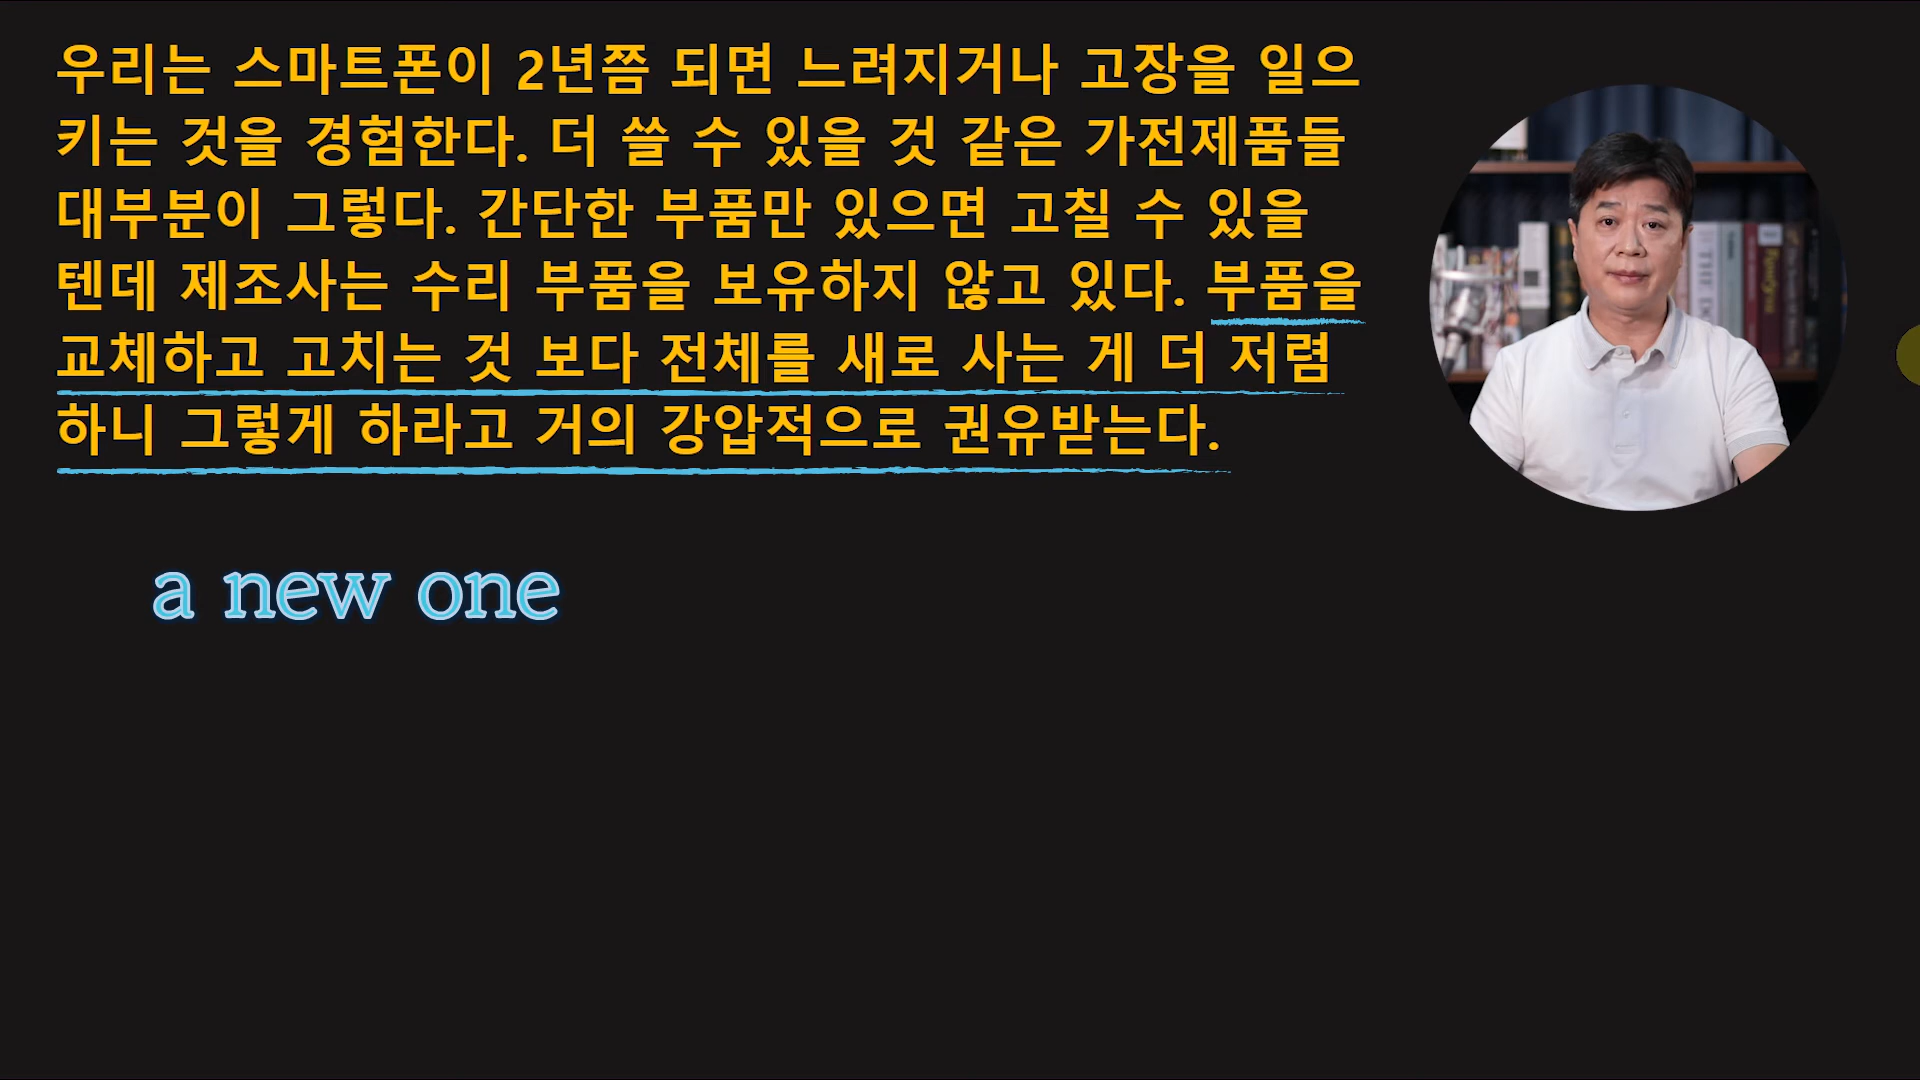 우리는 스마트폰이 2년쯤 되면 느려지거나 고장을 일으
키는 것을 경험한다. 더 쓸 수 있을 것 같은 가전제품들
대부분이 그렇다. 간단한 부품만 있으면 고칠 수 있을
텐데 제조사는 수리 부품을 보유하지 않고 있다. 부품을
교체하고 고치는 것 보다 전체를 새로 사는 게 더 저렴
하니 그렇게 하라고 거의 강압적으로 권유받는다.
a new one